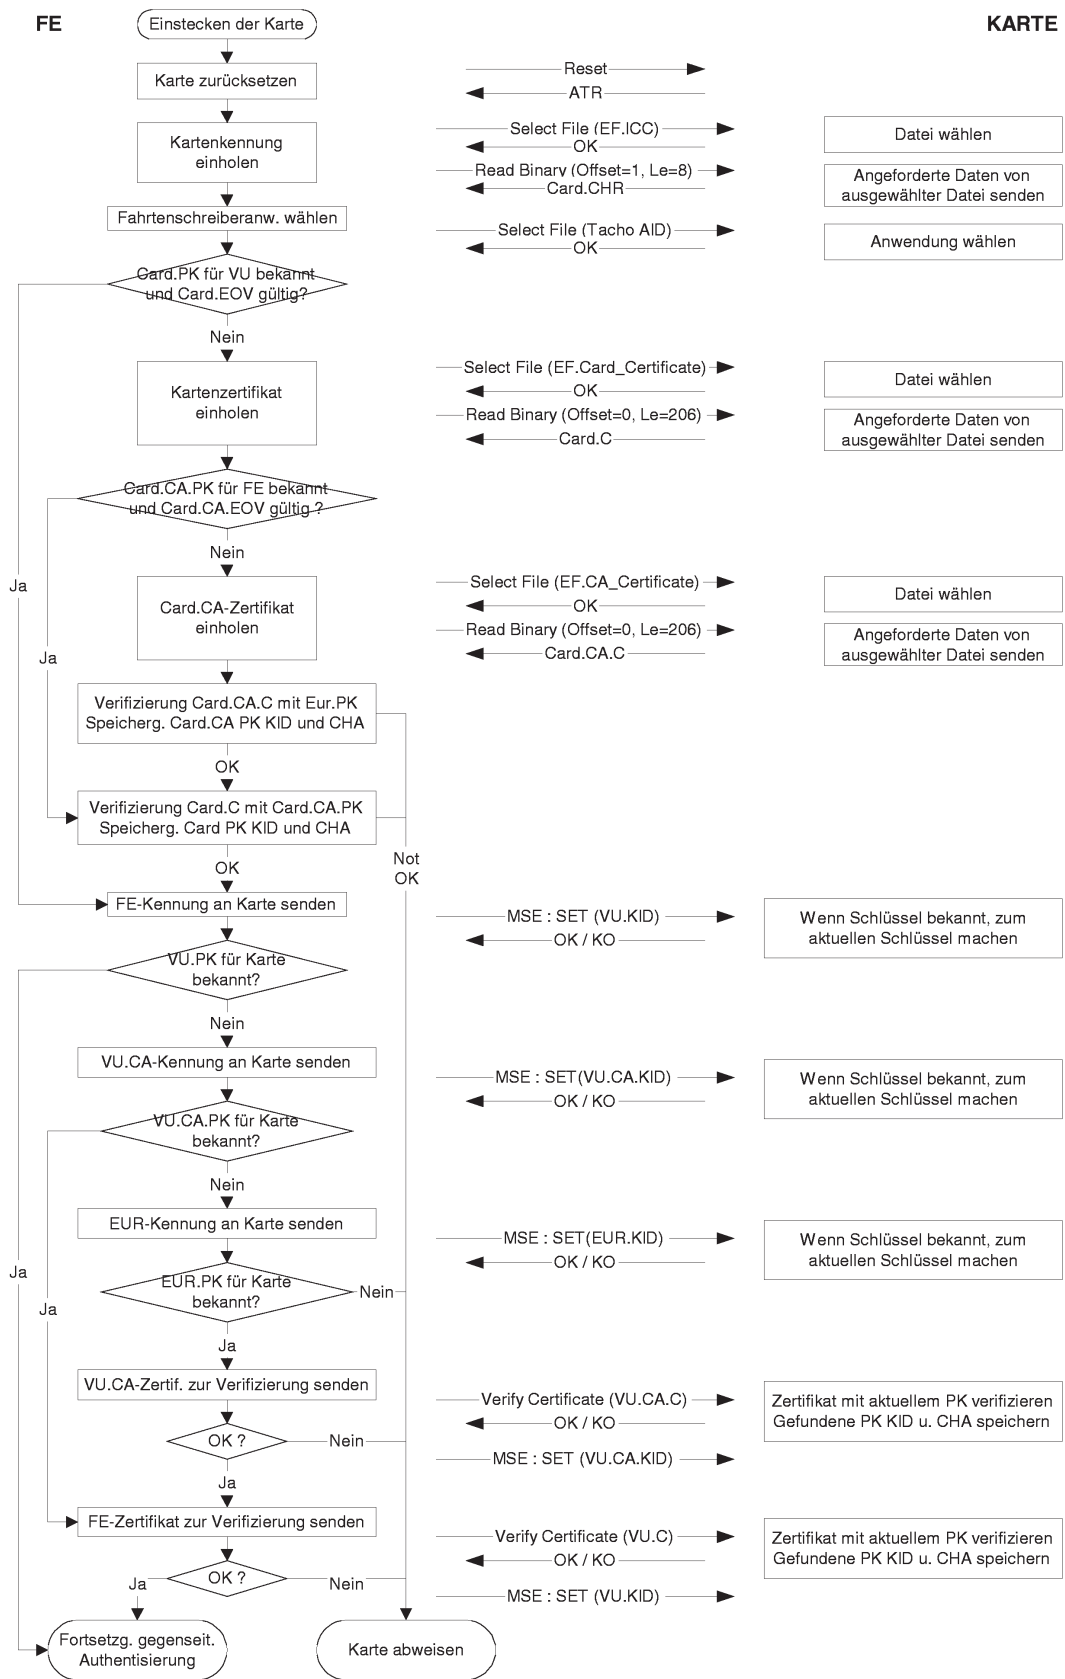 FE
Einstecken der Karte
KARTE
Karte zurücksetzen
Reset
ATR
Kartenkennung
einholen
Select File (EF.ICC)
OK
Datei wählen
Read Binary (Offset=1, Le=8)
Card.CHR
Angeforderte Daten von
ausgewählter Datei senden
Fahrtenschreiberanw. wählen
Select File (Tacho AID)
OK
Anwendung wählen
Card.PK für VU bekannt
und Card.EOV gültig?
Nein
Kartenzertifikat
einholen
Select File (EF.Card_Certificate)
OK
Datei wählen
Read Binary (Offset=0, Le=206)
Card.C
Angeforderte Daten von
ausgewählter Datei senden
Card.CA.PK für FE bekannt
und Card.CA.EOV gültig ?
Nein
Ja
Card.CA-Zertifikat
einholen
Select File (EF.CA_Certificate)
OK
Datei wählen
Read Binary (Offset=0, Le=206)
Card.CA.C
Angeforderte Daten von
ausgewählter Datei senden
Ja
Verifizierung Card.CA.C mit Eur.PK
Speicherg. Card.CA PK KID und CHA
OK
Verifizierung Card.C mit Card.CA.PK
Speicherg. Card PK KID und CHA
OK
Not
OK
FE-Kennung an Karte senden
MSE : SET (VU.KID)
OK / KO
Wenn Schlüssel bekannt, zum
aktuellen Schlüssel machen
VU.PK für Karte
bekannt?
Nein
VU.CA-Kennung an Karte senden
MSE : SET(VU.CA.KID)
OK / KO
Wenn Schlüssel bekannt, zum
aktuellen Schlüssel machen
VU.CA.PK für Karte
bekannt?
Nein
EUR-Kennung an Karte senden
MSE : SET(EUR.KID)
OK / KO
Wenn Schlüssel bekannt, zum
aktuellen Schlüssel machen
Ja
EUR.PK für Karte
bekannt?
Nein
Ja
Ja
VU.CA-Zertif. zur Verifizierung senden
Verify Certificate (VU.CA.C)
OK / KO
Zertifikat mit aktuellem PK verifizieren
Gefundene PK KID u. CHA speichern
OK ?
Nein
MSE : SET (VU.CA.KID)
Ja
FE-Zertifikat zur Verifizierung senden
Verify Certificate (VU.C)
OK / KO
Zertifikat mit aktuellem PK verifizieren
Gefundene PK KID u. CHA speichern
OK ?
Ja
Nein
MSE : SET (VU.KID)
Fortsetzg. gegenseit.
Authentisierung
Karte abweisen